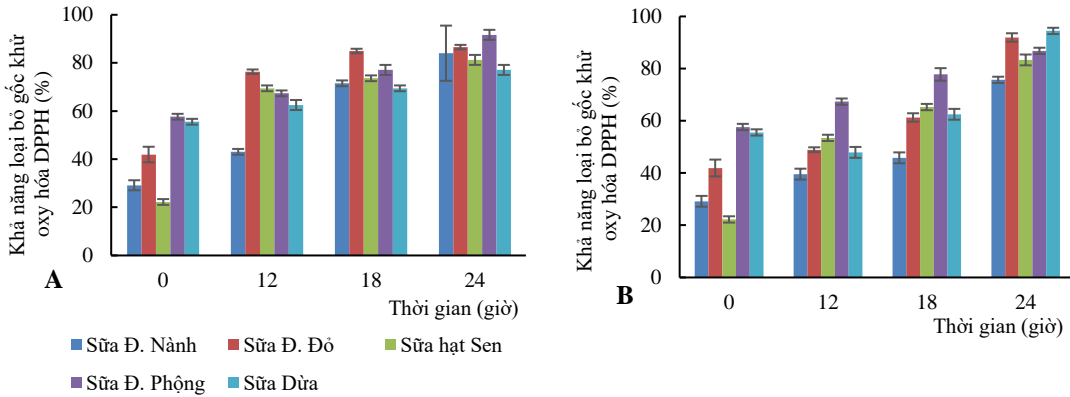 Khả năng loại bỏ gốc khử
oxy hóa DPPH (%)
100
80
60
40
20
0
0 12 18 24
A
Thời gian (giờ)
Sữa Đ. Nành Sữa Đ. Đỏ Sữa hạt Sen
Sữa Đ. Phộng Sữa Dừa
Khả năng loại bỏ gốc khử
oxy hóa DPPH (%)
100
80
60
40
20
0
0 12 18 24
B
Thời gian (giờ)